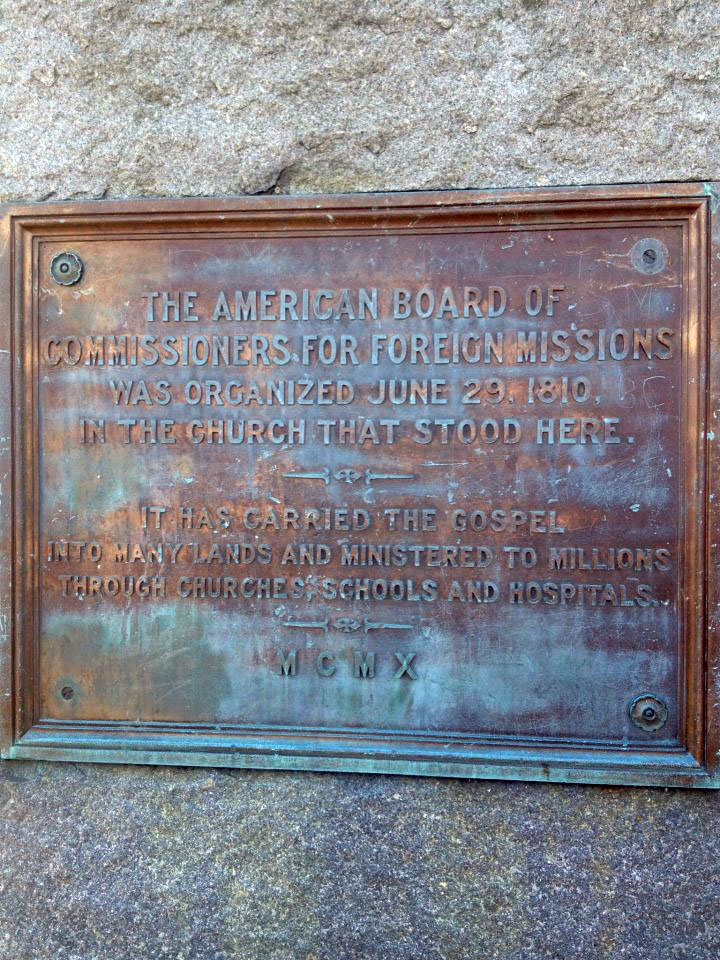 THE AMERICAN BOARD OF
COMMISSIONERS FOR FOREIGN MISSIONS
WAS ORGANIZED JUNE 29, 1810,
IN THE CHURCH THAT STOOD HERE.
IT HAS CARRIED THE GOSPEL
INTO MANY LANDS AND MINISTERED TO MILLIONS
THROUGH CHURCHES, SCHOOLS AND HOSPITALS.
MCMX